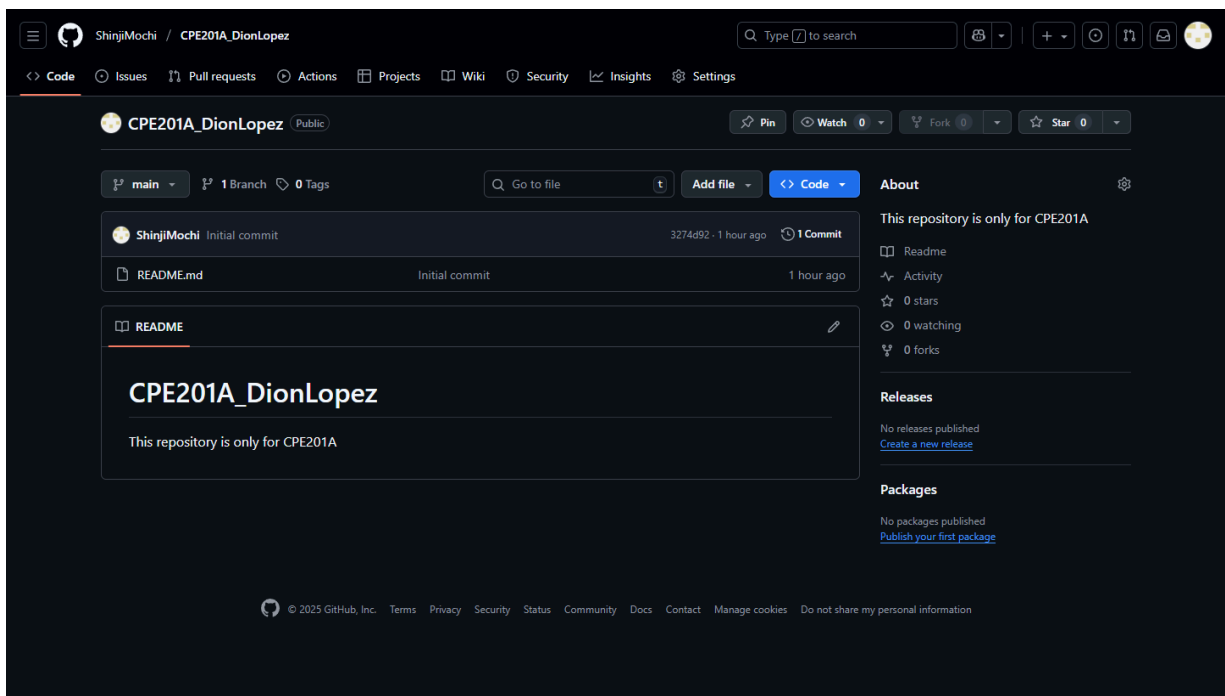 ShinjiMochi / CPE201A_DionLopez
Type / to search
Code Issues Pull requests Actions Projects Wiki Security Insights Settings
CPE201A_DionLopez Public
Pin Watch 0 Fork 0 Star 0
main 1 Branch 0 Tags
Go to file t Add file Code
ShinjiMochi Initial commit 3274d92 · 1 hour ago 1 Commit
README.md Initial commit 1 hour ago
README
CPE201A_DionLopez
This repository is only for CPE201A
About
This repository is only for CPE201A
Readme
Activity
0 stars
0 watching
0 forks
Releases
No releases published
Create a new release
Packages
No packages published
Publish your first package
© 2025 GitHub, Inc. Terms Privacy Security Status Community Docs Contact Manage cookies Do not share my personal information